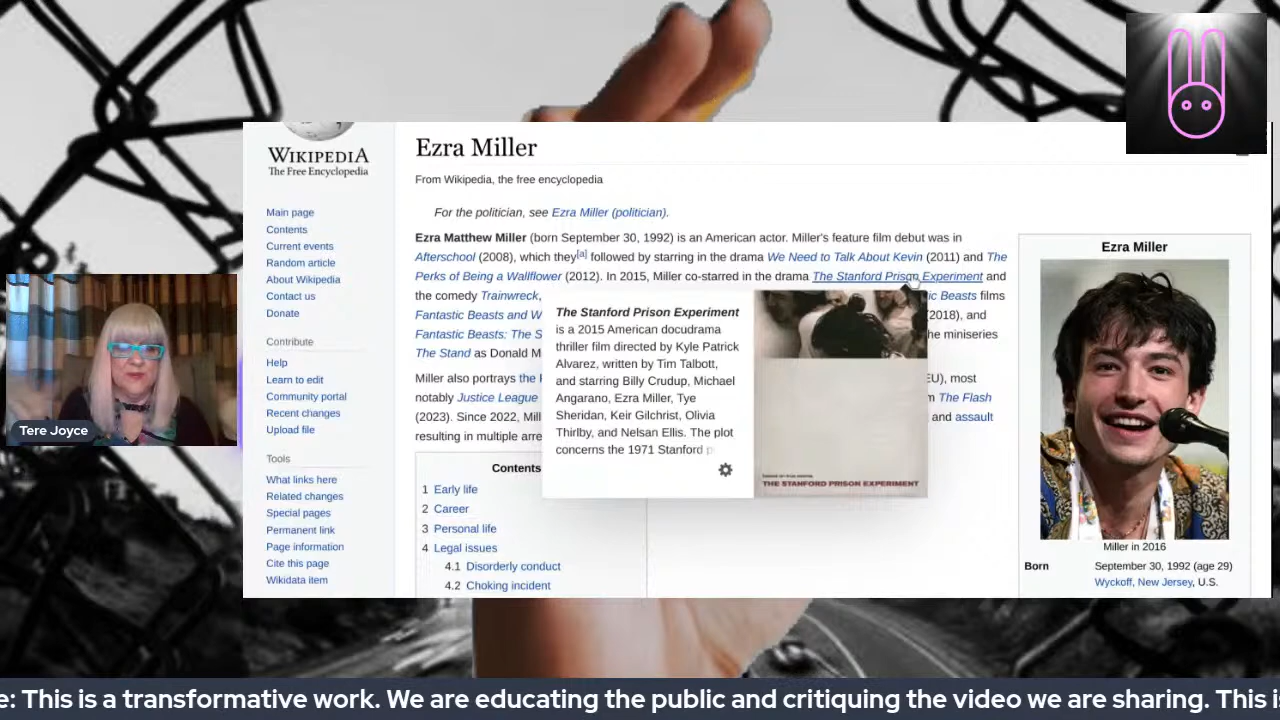 WIKIPEDIA
The Free Encyclopedia
Main page
Contents
Current events
Random article
About Wikipedia
Contact us
Donate
Contribute
Help
Learn to edit
Community portal
Recent changes
Upload file
Tools
What links here
Related changes
Special pages
Permanent link
Page information
Cite this page
Wikidata item
Ezra Miller
From Wikipedia, the free encyclopedia
For the politician, see Ezra Miller (politician).
Ezra Matthew Miller (born September 30, 1992) is an American actor. Miller's feature film debut was in
Afterschool (2008), which they[a] followed by starring in the drama We Need to Talk About Kevin (2011) and The
Perks of Being a Wallflower (2012). In 2015, Miller co-starred in the drama The Stanford Prison Experiment and
the comedy Trainwreck, Beasts films
Fantastic Beasts and W (2018), and
Fantastic Beasts: The S he miniseries
The Stand as Donald M
Miller also portrays the EU), most
notably Justice League The Flash
(2023). Since 2022, Mill and assault
resulting in multiple arre
The Stanford Prison Experiment
is a 2015 American docudrama
thriller film directed by Kyle Patrick
Alvarez, written by Tim Talbott,
and starring Billy Crudup, Michael
Angarano, Ezra Miller, Tye
Sheridan, Keir Gilchrist, Olivia
Thirlby, and Nelsan Ellis. The plot
concerns the 1971 Stanford p
THE STANFORD PRISON EXPERIMENT
Contents
1 Early life
2 Career
3 Personal life
4 Legal issues
4.1 Disorderly conduct
4.2 Choking incident
Ezra Miller
Miller in 2016
Born September 30, 1992 (age 29)
Wyckoff, New Jersey, U.S.
Tere Joyce
e: This is a transformative work. We are educating the public and critiquing the video we are sharing. This i